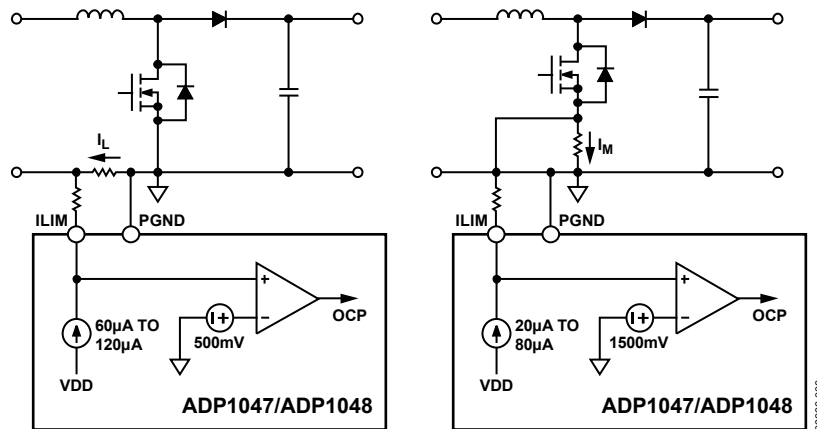 I_L
ILIM
PGND
60µA TO
120µA
VDD
+
–
+
500mV
OCP
ADP1047/ADP1048
I_M
ILIM
PGND
20µA TO
80µA
VDD
+
–
+
1500mV
OCP
ADP1047/ADP1048